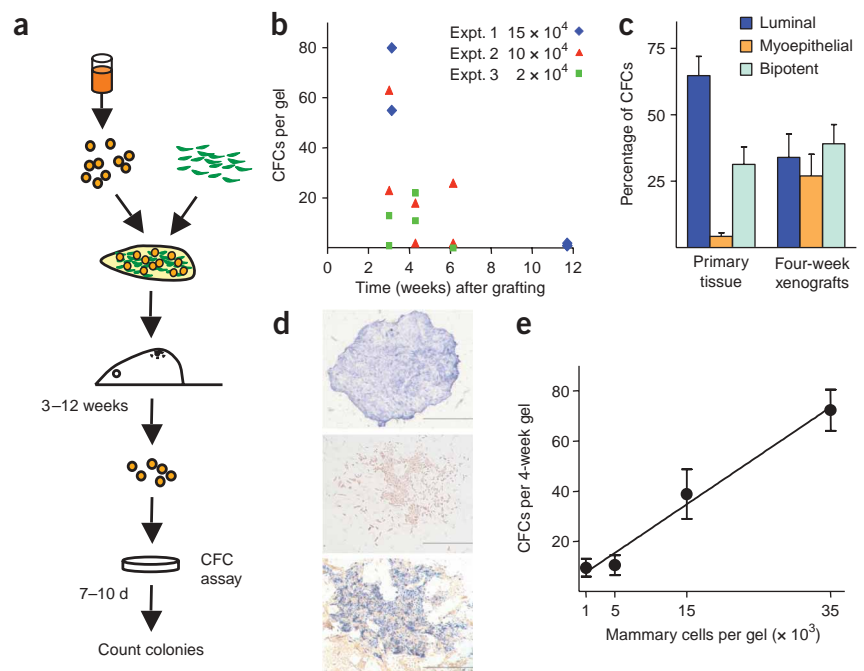 a
3–12 weeks
CFC
assay
7–10 d
Count colonies
b
Expt. 1 15 × 10⁴
Expt. 2 10 × 10⁴
Expt. 3 2 × 10⁴
CFCs per gel
80
60
40
20
0 2 4 6 8 10 12
Time (weeks) after grafting
c
Luminal
Myoepithelial
Bipotent
Percentage of CFCs
75
50
25
Primary
tissue
Four-week
xenografts
d
e
CFCs per 4-week gel
80
60
40
20
1 5 15 35
Mammary cells per gel (× 10³)